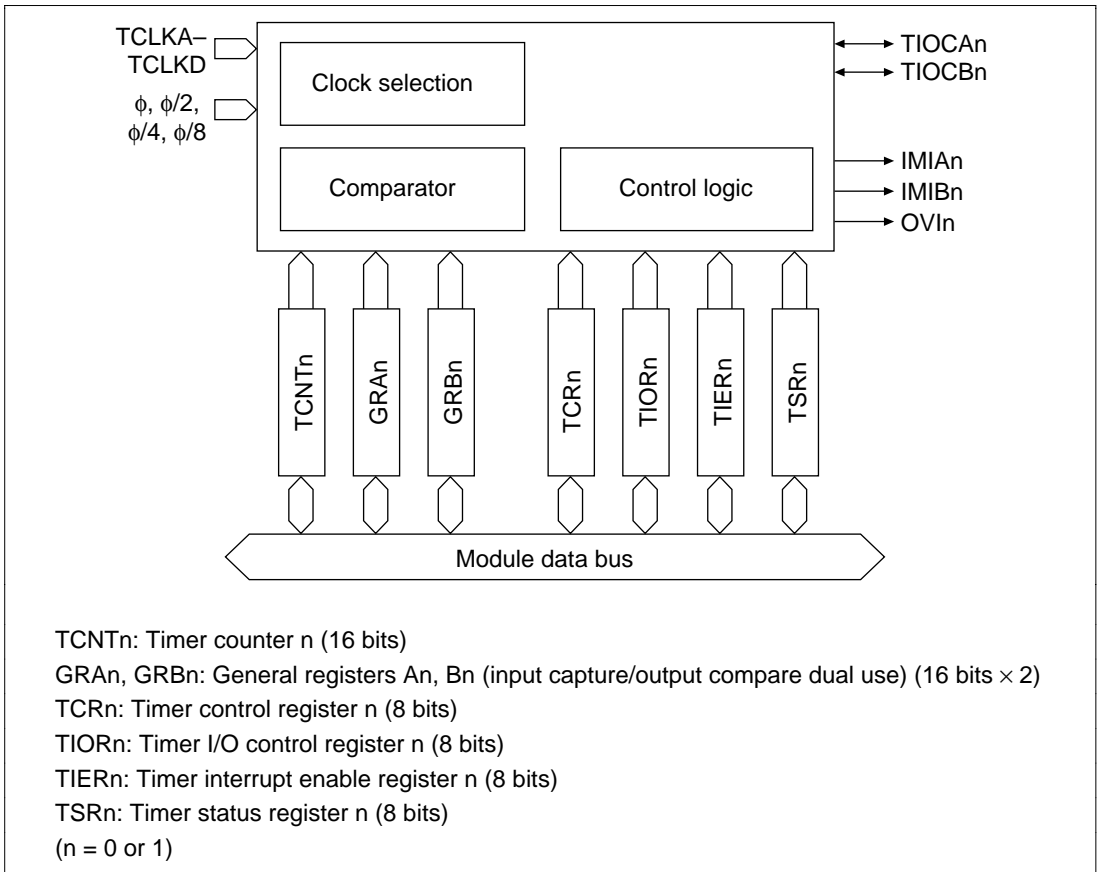 TCLKA–
TCLKD
ϕ, ϕ/2,
ϕ/4, ϕ/8
Clock selection
Comparator
Control logic
TIOCAn
TIOCBn
IMIAn
IMIBn
OVIn
TCNTn
GRAn
GRBn
TCRn
TIORn
TIERn
TSRn
Module data bus
TCNTn: Timer counter n (16 bits)
GRAn, GRBn: General registers An, Bn (input capture/output compare dual use) (16 bits × 2)
TCRn: Timer control register n (8 bits)
TIORn: Timer I/O control register n (8 bits)
TIERn: Timer interrupt enable register n (8 bits)
TSRn: Timer status register n (8 bits)
(n = 0 or 1)